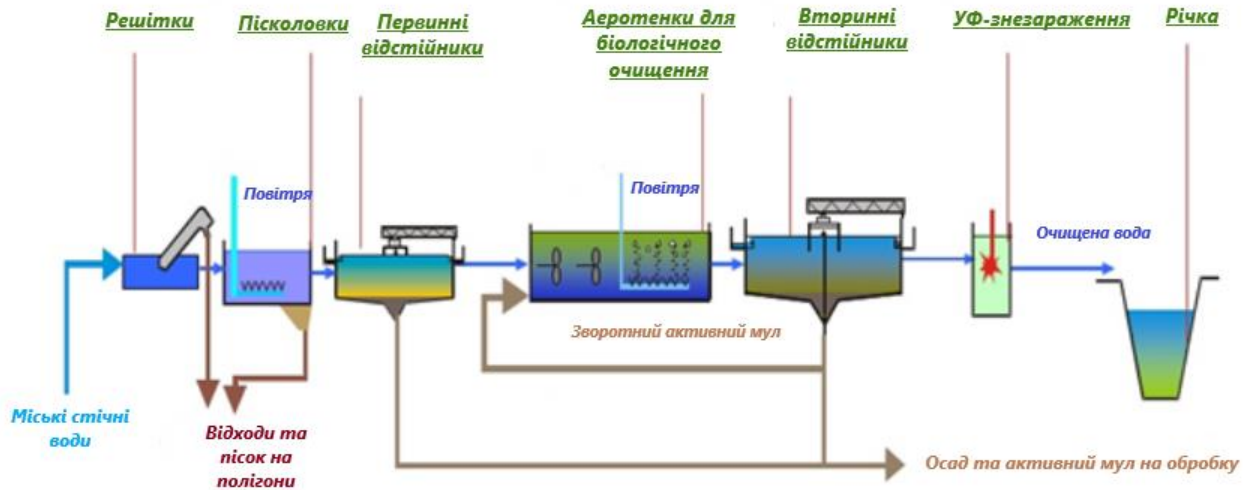 Решітки
Пісколовки
Первинні
відстійники
Аеротенки для
біологічного
очищення
Вторинні
відстійники
УФ-знезараження
Річка
Повітря
Повітря
Очищена вода
Зворотний активний мул
Міські стічні
води
Відходи та
пісок на
полігони
Осад та активний мул на обробку